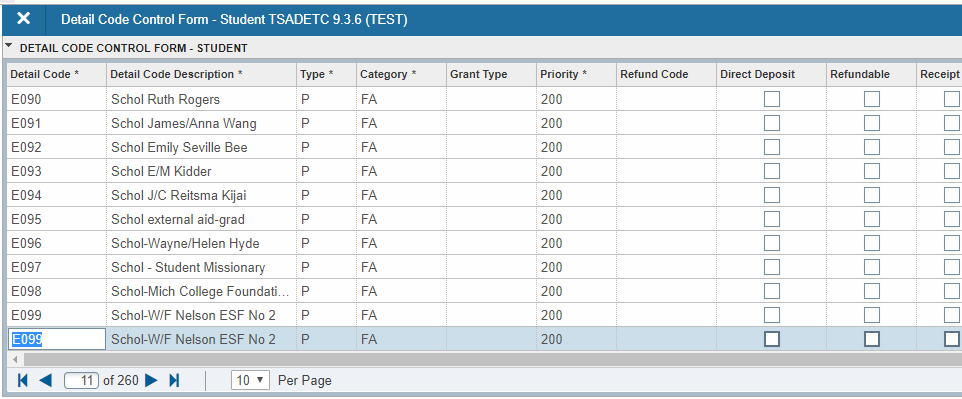 Detail Code Control Form - Student TSADETC 9.3.6 (TEST)
DETAIL CODE CONTROL FORM - STUDENT
Detail Code * Detail Code Description * Type * Category * Grant Type Priority * Refund Code Direct Deposit Refundable Receipt
E090 Schol Ruth Rogers P FA 200
E091 Schol James/Anna Wang P FA 200
E092 Schol Emily Seville Bee P FA 200
E093 Schol E/M Kidder P FA 200
E094 Schol J/C Reitsma Kijai P FA 200
E095 Schol external aid-grad P FA 200
E096 Schol-Wayne/Helen Hyde P FA 200
E097 Schol - Student Missionary P FA 200
E098 Schol-Mich College Foundati... P FA 200
E099 Schol-W/F Nelson ESF No 2 P FA 200
E099 Schol-W/F Nelson ESF No 2 P FA 200
11 of 260 10 Per Page